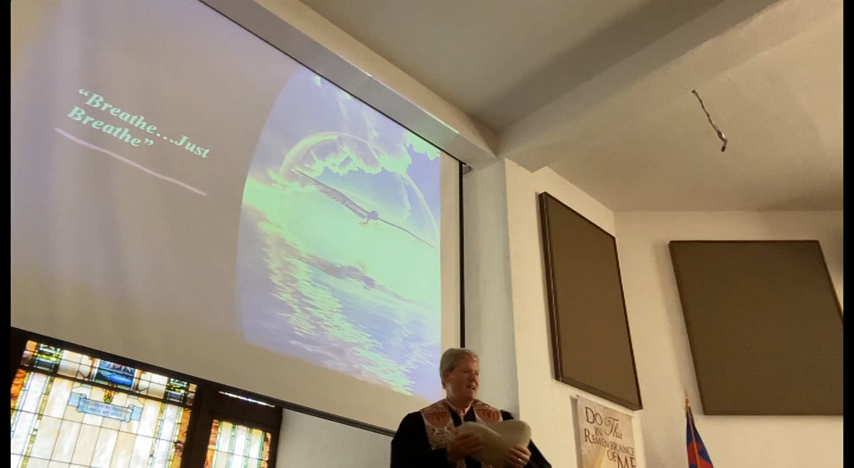 “Breathe...Just
Breathe”
DO This
IN
REMEMBRANCE
OF ME